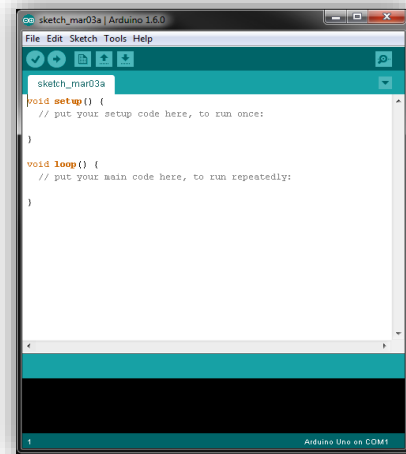 sketch_mar03a | Arduino 1.6.0
File Edit Sketch Tools Help
sketch_mar03a
void setup() {
// put your setup code here, to run once:
}
void loop() {
// put your main code here, to run repeatedly:
}
1 Arduino Uno on COM1